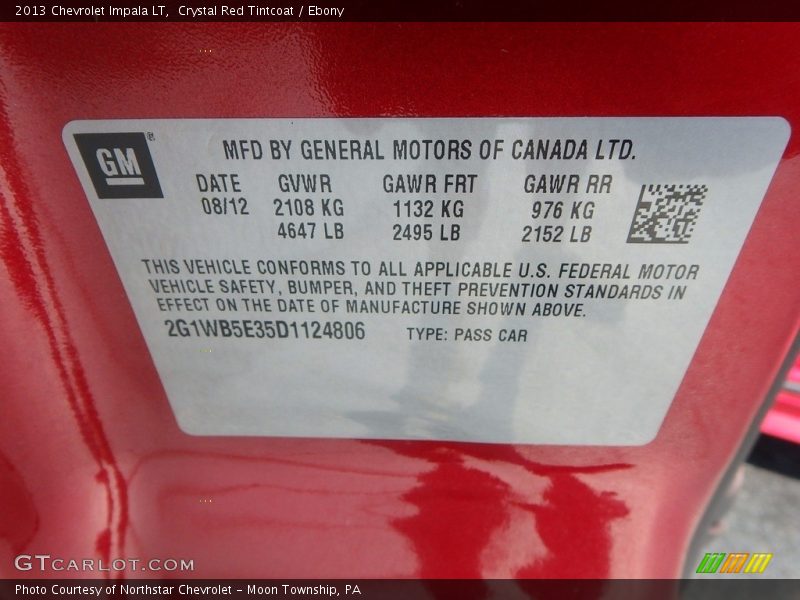 2013 Chevrolet Impala LT,  Crystal Red Tintcoat / Ebony
GM®
MFD BY GENERAL MOTORS OF CANADA LTD.
DATE GVWR GAWR FRT GAWR RR
08/12 2108 KG 1132 KG 976 KG
4647 LB 2495 LB 2152 LB
THIS VEHICLE CONFORMS TO ALL APPLICABLE U.S. FEDERAL MOTOR
VEHICLE SAFETY, BUMPER, AND THEFT PREVENTION STANDARDS IN
EFFECT ON THE DATE OF MANUFACTURE SHOWN ABOVE.
2G1WB5E35D1124806 TYPE: PASS CAR
GTCARLOT.COM
Photo Courtesy of Northstar Chevrolet – Moon Township, PA